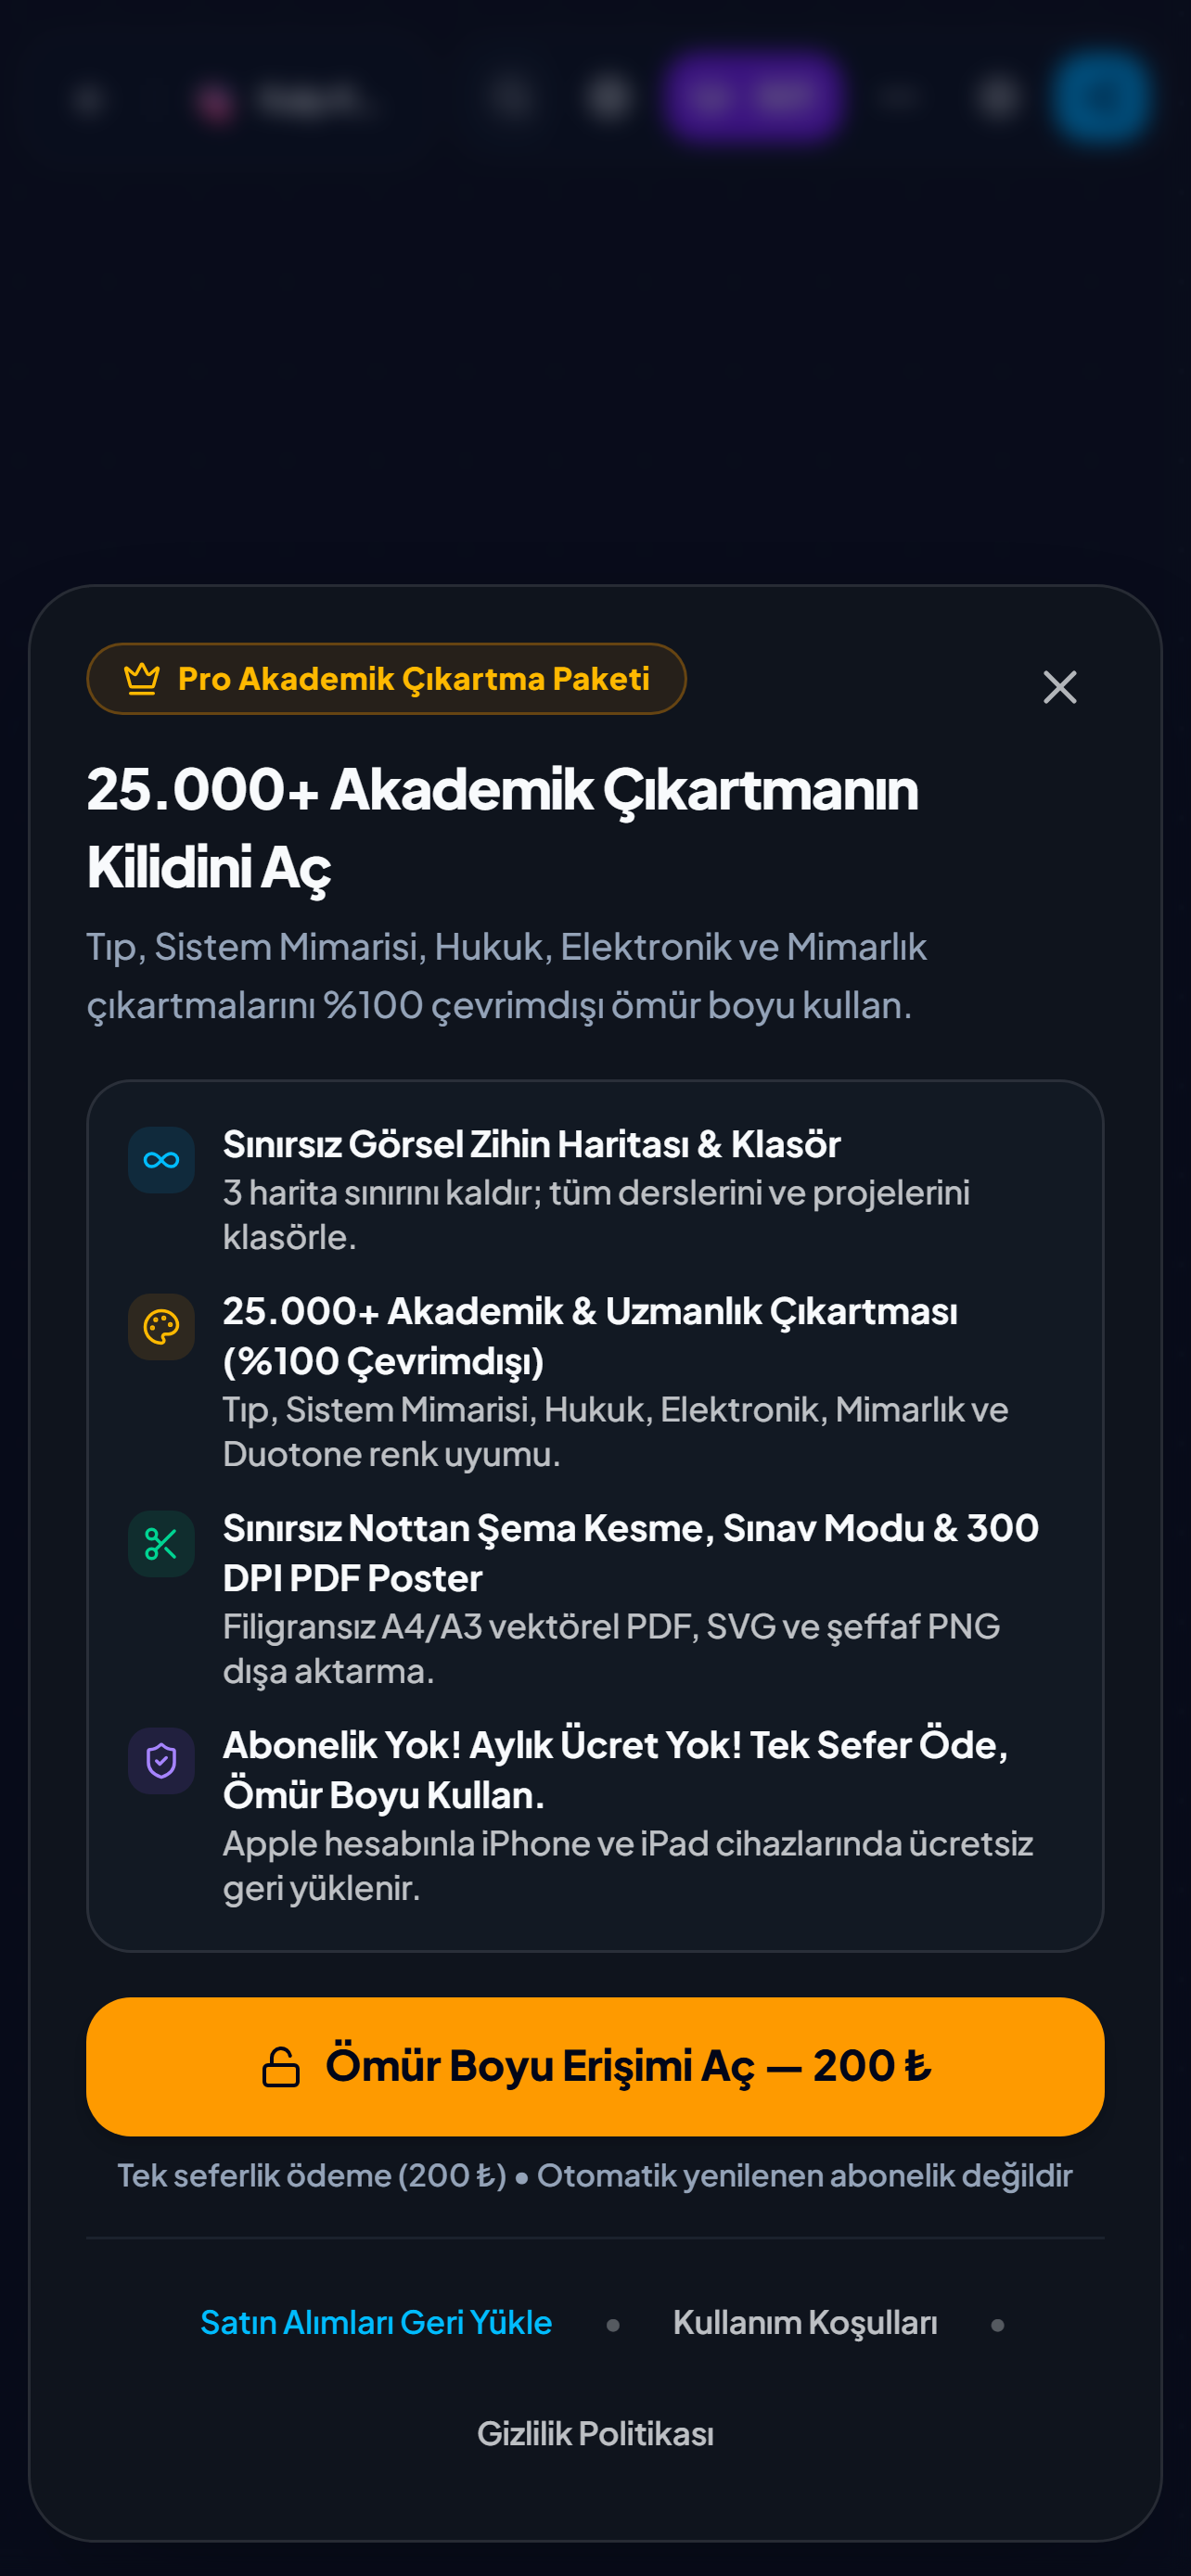 Pro Akademik Çıkartma Paketi
25.000+ Akademik Çıkartmanın
Kilidini Aç
Tıp, Sistem Mimarisi, Hukuk, Elektronik ve Mimarlık
çıkartmalarını %100 çevrimdışı ömür boyu kullan.
Sınırsız Görsel Zihin Haritası & Klasör
3 harita sınırını kaldır; tüm derslerini ve projelerini
klasörle.
25.000+ Akademik & Uzmanlık Çıkartması
(%100 Çevrimdışı)
Tıp, Sistem Mimarisi, Hukuk, Elektronik, Mimarlık ve
Duotone renk uyumu.
Sınırsız Nottan Şema Kesme, Sınav Modu & 300
DPI PDF Poster
Filigransız A4/A3 vektörel PDF, SVG ve şeffaf PNG
dışa aktarma.
Abonelik Yok! Aylık Ücret Yok! Tek Sefer Öde,
Ömür Boyu Kullan.
Apple hesabınla iPhone ve iPad cihazlarında ücretsiz
geri yüklenir.
Ömür Boyu Erişimi Aç — 200 ₺
Tek seferlik ödeme (200 ₺) • Otomatik yenilenen abonelik değildir
Satın Alımları Geri Yükle • Kullanım Koşulları •
Gizlilik Politikası